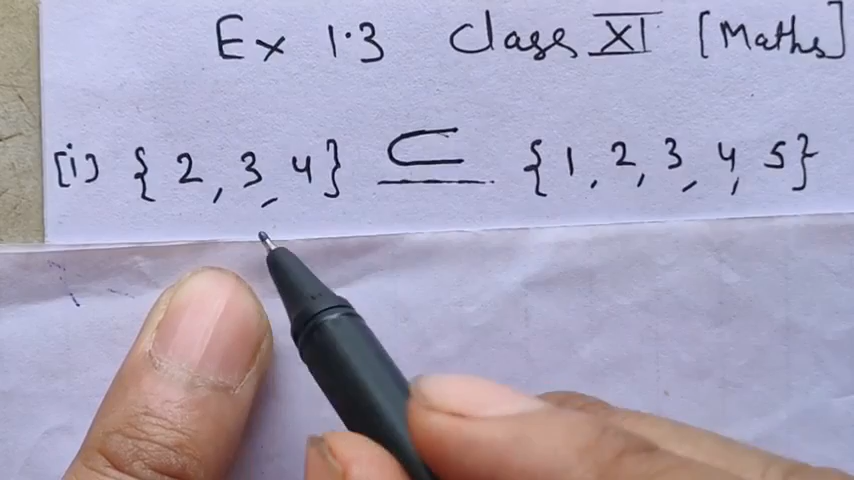 Ex 1.3 Class XI [Maths]
(i) { 2, 3, 4} ⊂ {1, 2, 3, 4, 5}